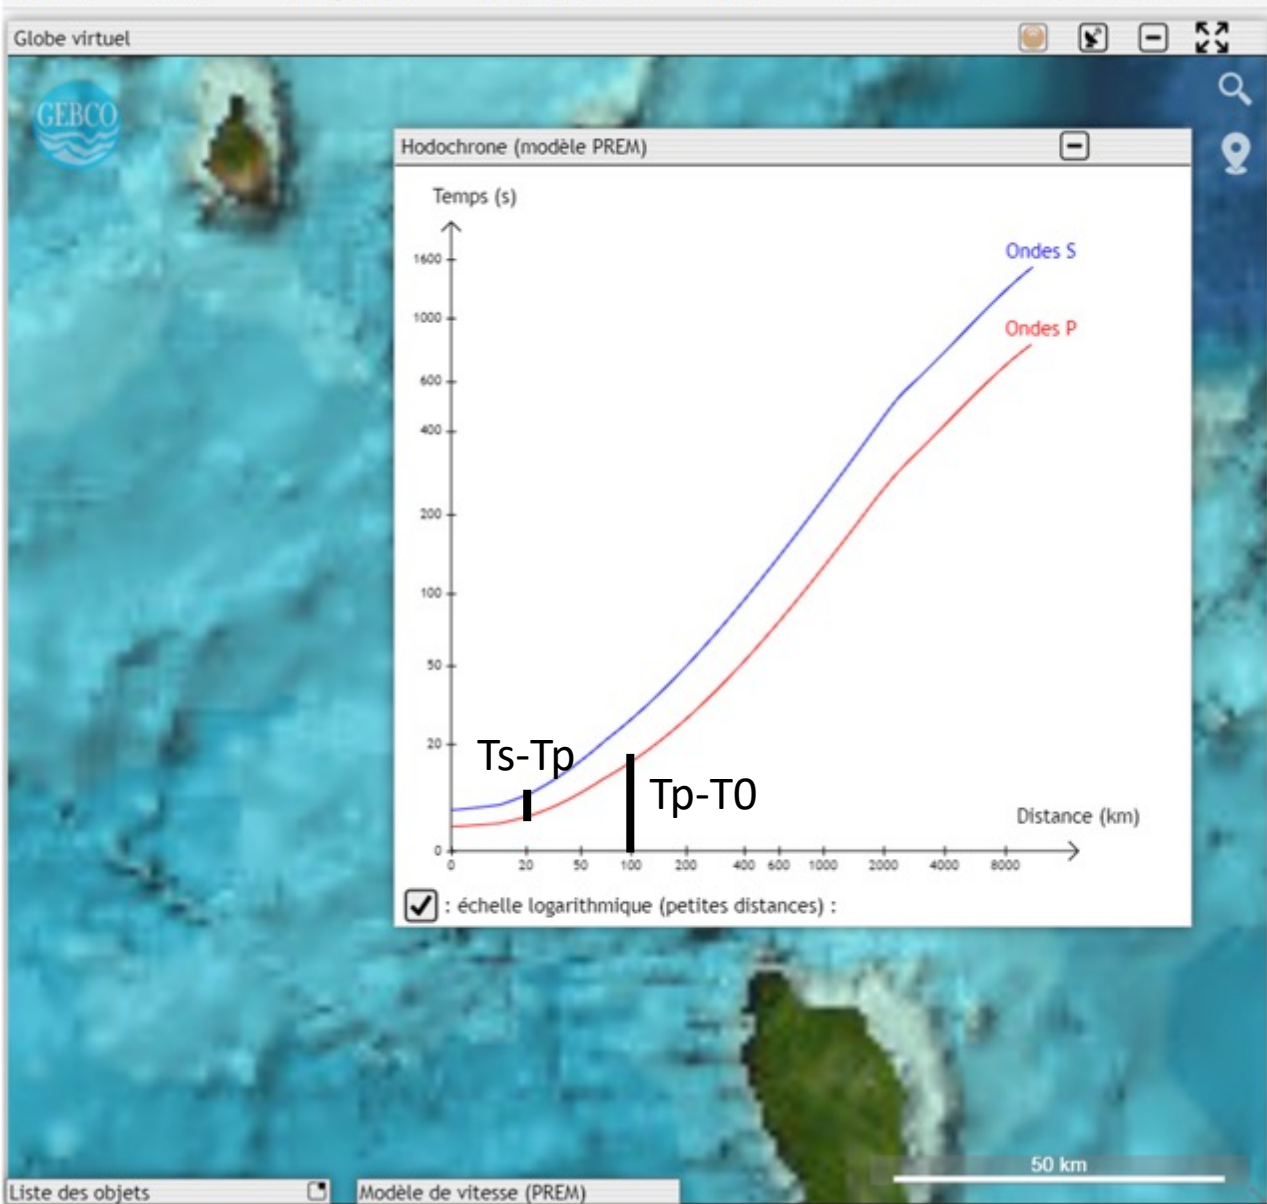 Globe virtuel
GEBCO
Hodochrone (modèle PREM)
Temps (s)
Ondes S
Ondes P
1600
1000
600
400
200
100
50
20
0
Ts-Tp
Tp-T0
Distance (km)
0 20 50 100 200 400 600 1000 2000 4000 8000
: échelle logarithmique (petites distances) :
50 km
Liste des objets
Modèle de vitesse (PREM)